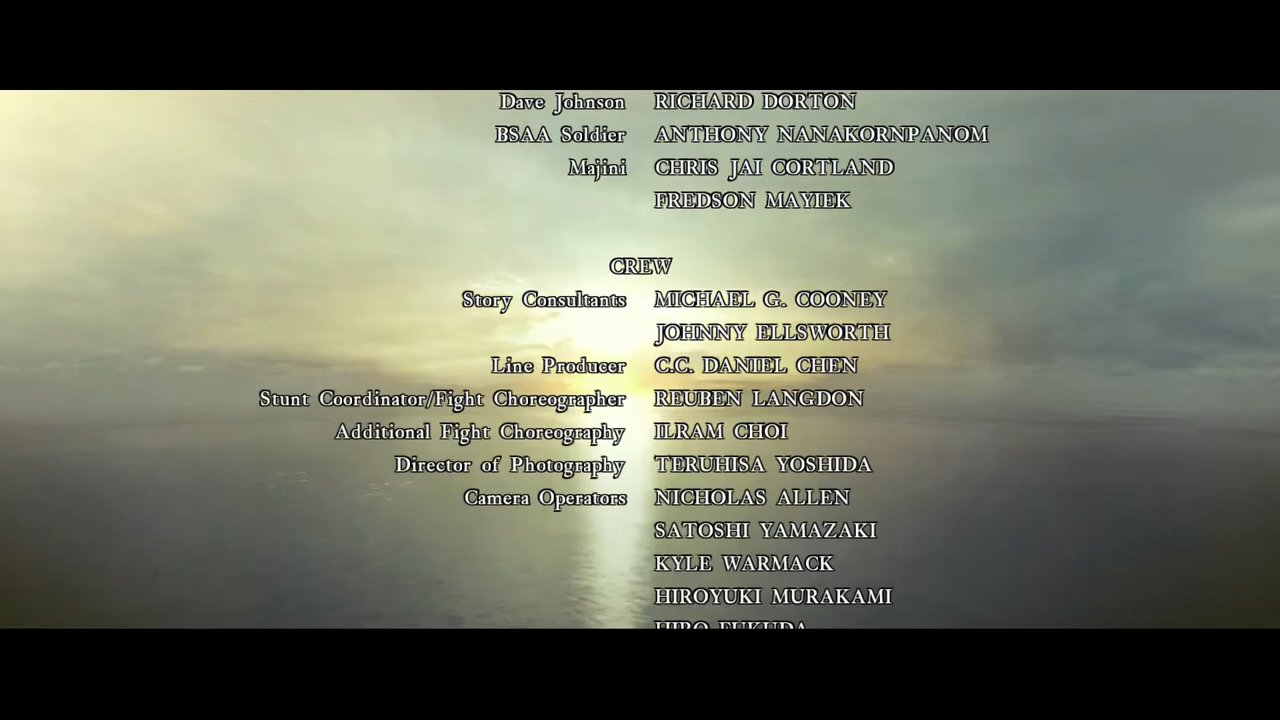 Dave Johnson RICHARD DORTON
BSAA Soldier ANTHONY NANAKORNPANOM
Majini CHRIS JAI CORTLAND
FREDSON MAYIEK
CREW
Story Consultants MICHAEL G. COONEY
JOHNNY ELLSWORTH
Line Producer C.C. DANIEL CHEN
Stunt Coordinator/Fight Choreographer REUBEN LANGDON
Additional Fight Choreography ILRAM CHOI
Director of Photography TERUHISA YOSHIDA
Camera Operators NICHOLAS ALLEN
SATOSHI YAMAZAKI
KYLE WARMACK
HIROYUKI MURAKAMI
HIRO FUKUDA